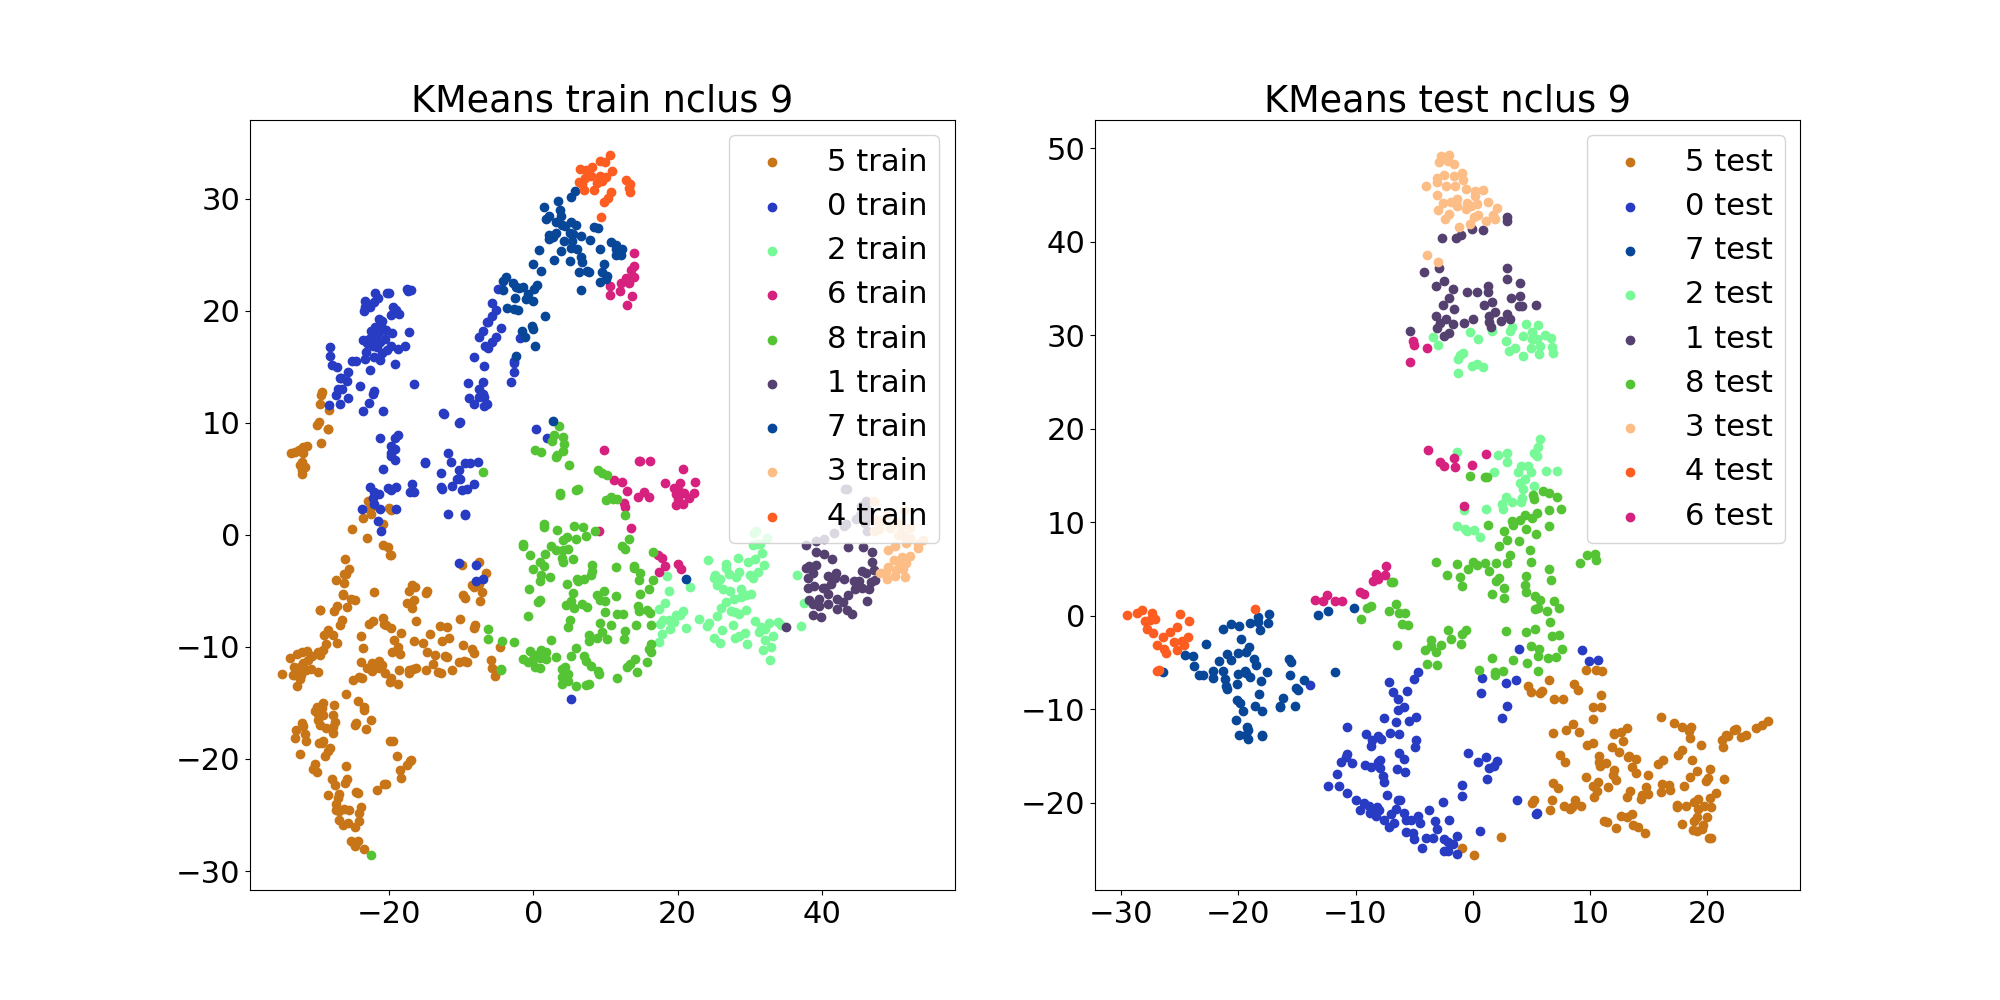 KMeans train nclus 9
30
20
10
0
−10
−20
−30
−20
0
20
40
5 train
0 train
2 train
6 train
8 train
1 train
7 train
3 train
4 train
KMeans test nclus 9
50
40
30
20
10
0
−10
−20
−30
−20
−10
0
10
20
5 test
0 test
7 test
2 test
1 test
8 test
3 test
4 test
6 test